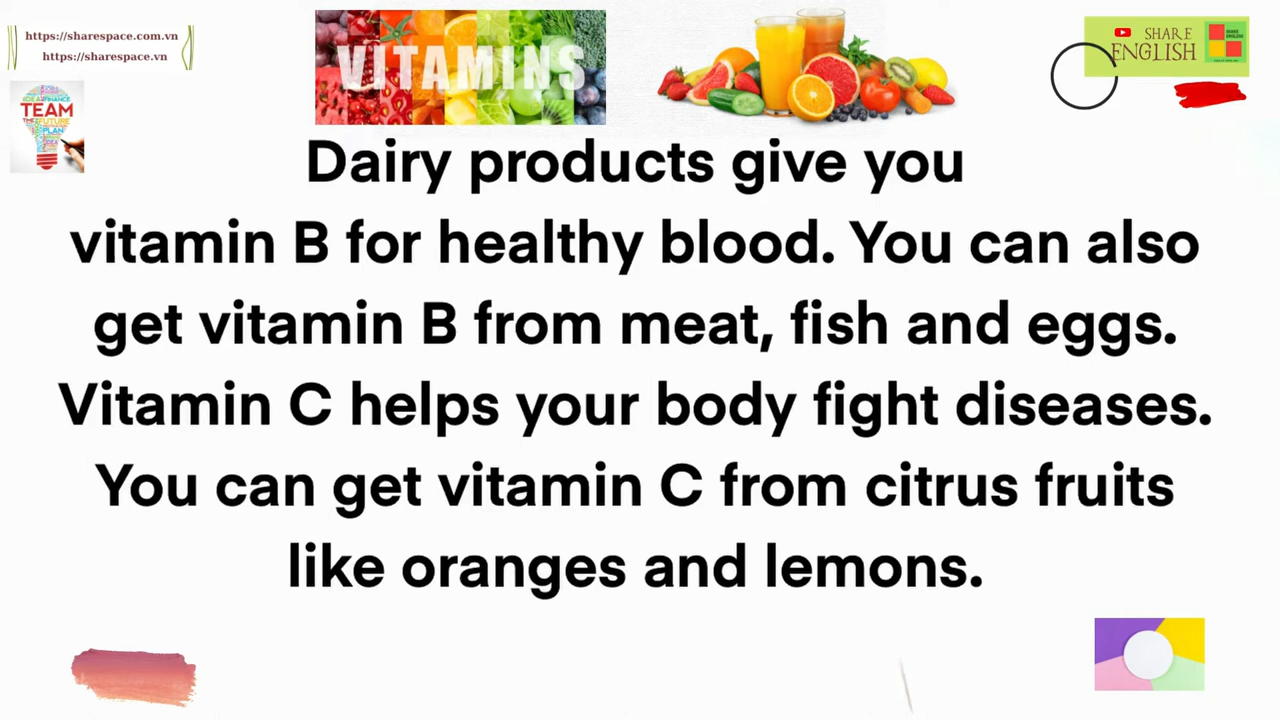 https://sharespace.com.vn
https://sharespace.vn
VITAMINS
SHARE
ENGLISH
TEAM
PLAN
Dairy products give you
vitamin B for healthy blood. You can also
get vitamin B from meat, fish and eggs.
Vitamin C helps your body fight diseases.
You can get vitamin C from citrus fruits
like oranges and lemons.